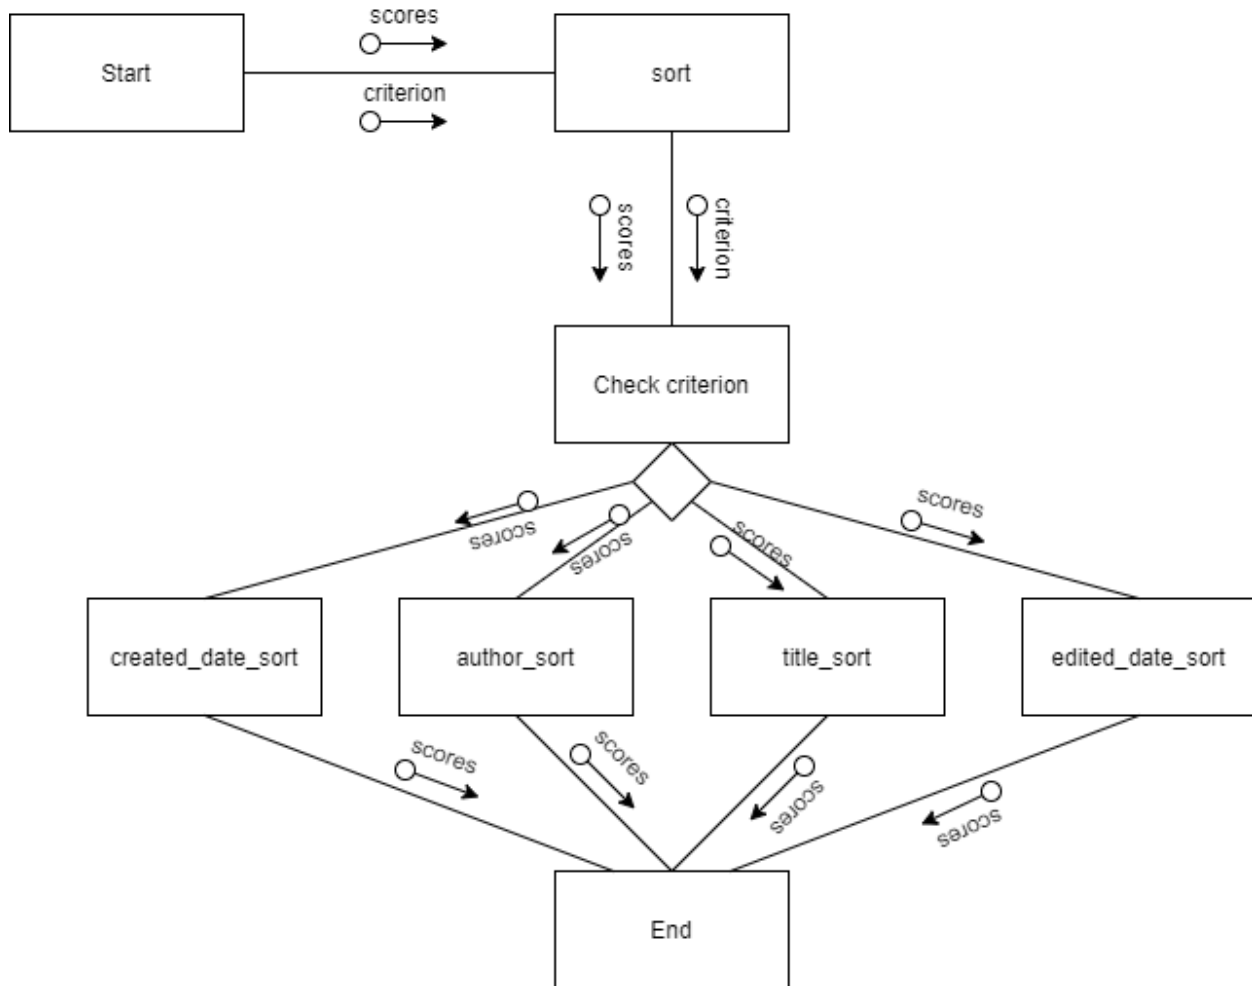 scores
Start
sort
criterion
scores
criterion
Check criterion
scores
scores
scores
scores
created_date_sort
author_sort
title_sort
edited_date_sort
scores
scores
scores
scores
End